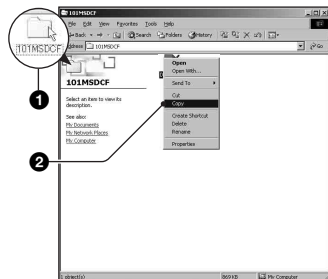 101MSDCF
File Edit View Favorites Tools Help
Back Search Folders History
Address 101MSDCF Go
101MSDCF
1
101MSDCF
Select an item to view its description.
See also:
My Documents
My Network Places
My Computer
2
Open
Open With...
Send To
Cut
Copy
Create Shortcut
Delete
Rename
Properties
1 object(s) 869 KB My Computer